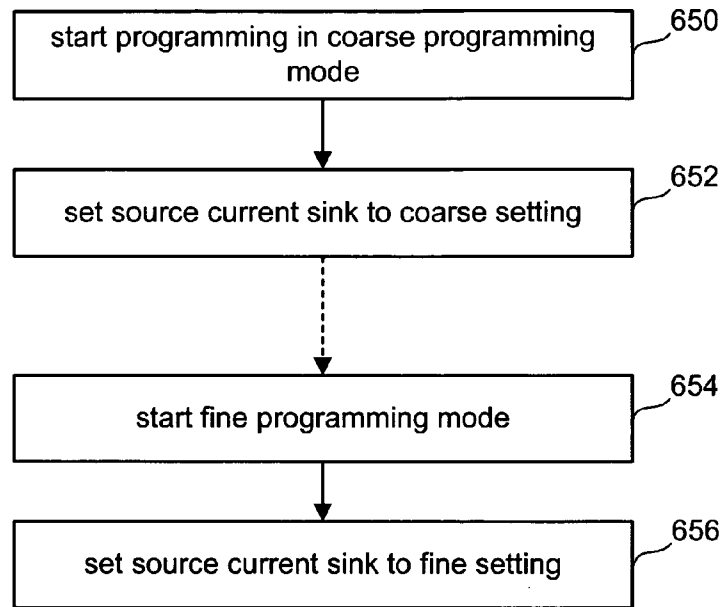 start programming in coarse programming
mode
650
set source current sink to coarse setting
652
start fine programming mode
654
set source current sink to fine setting
656